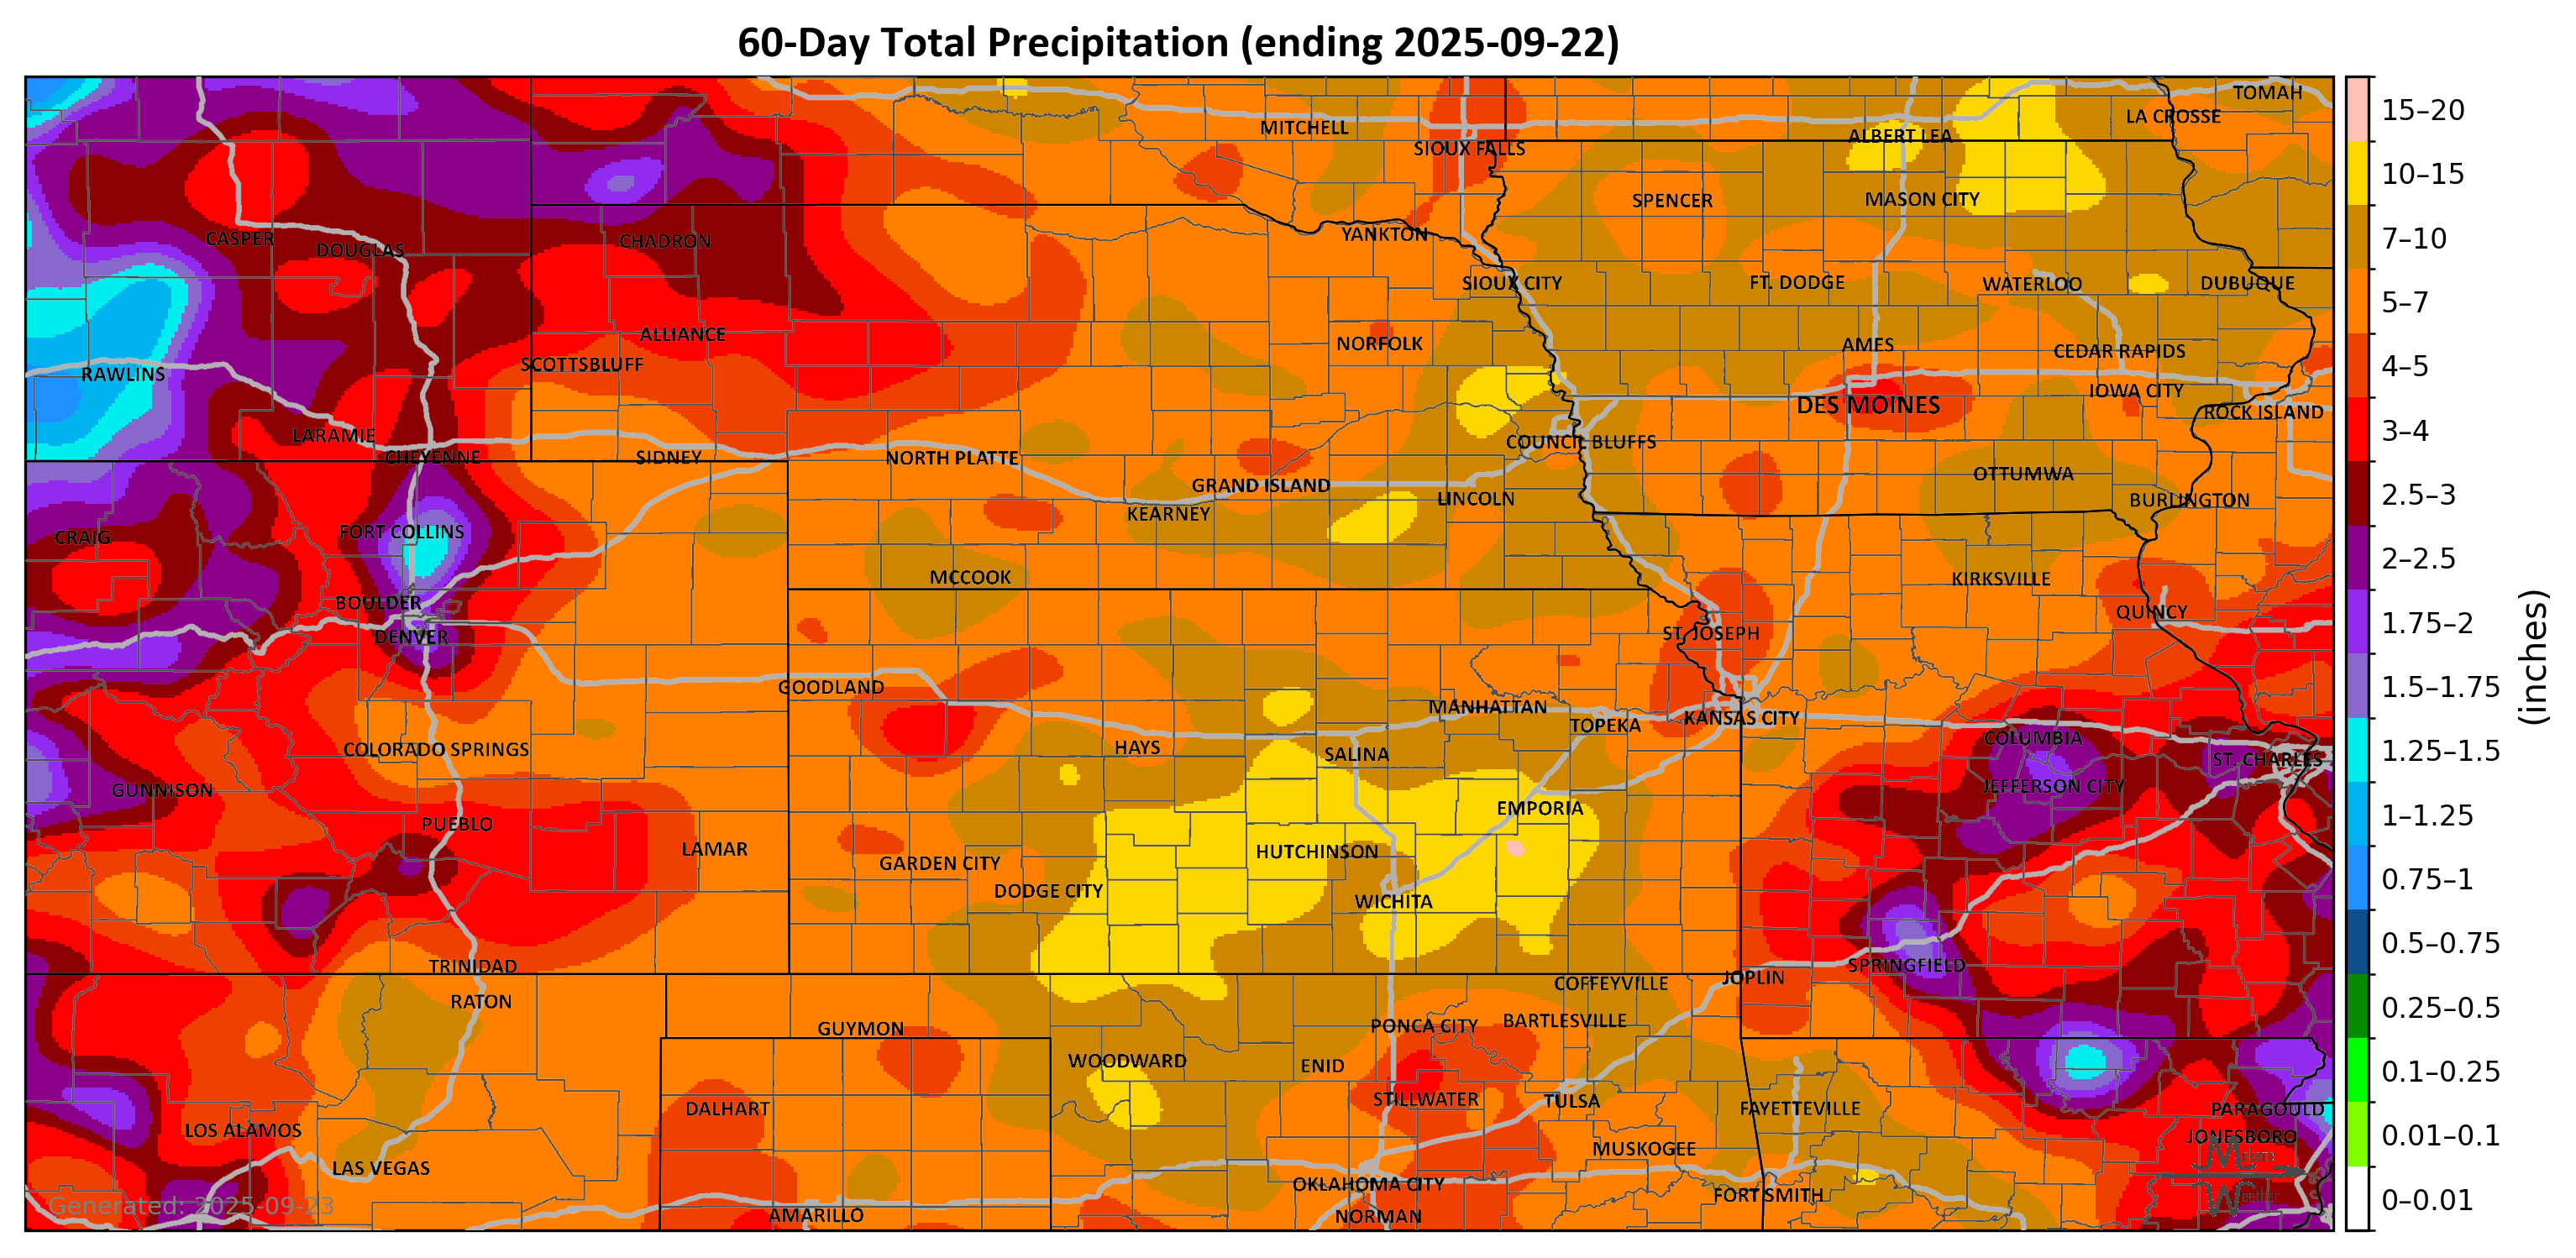 60-Day Total Precipitation (ending 2025-09-22)
TOMAH
LA CROSSE
MITCHELL
ALBERT LEA
SIOUX FALLS
SPENCER
MASON CITY
YANKTON
CASPER
DOUGLAS
CHADRON
SIOUX CITY
FT. DODGE
WATERLOO
DUBUQUE
ALLIANCE
NORFOLK
AMES
CEDAR RAPIDS
SCOTTSBLUFF
RAWLINS
IOWA CITY
DES MOINES
ROCK ISLAND
LARAMIE
COUNCIL BLUFFS
CHEYENNE
SIDNEY
NORTH PLATTE
OTTUMWA
GRAND ISLAND
LINCOLN
BURLINGTON
KEARNEY
CRAIG
FORT COLLINS
MCCOOK
KIRKSVILLE
BOULDER
QUINCY
DENVER
ST. JOSEPH
GOODLAND
MANHATTAN
TOPEKA
KANSAS CITY
COLUMBIA
COLORADO SPRINGS
HAYS
SALINA
ST. CHARLES
GUNNISON
JEFFERSON CITY
EMPORIA
PUEBLO
LAMAR
HUTCHINSON
GARDEN CITY
DODGE CITY
WICHITA
TRINIDAD
SPRINGFIELD
JOPLIN
COFFEYVILLE
RATON
GUYMON
PONCA CITY
BARTLESVILLE
WOODWARD
ENID
STILLWATER
TULSA
DALHART
FAYETTEVILLE
PARAGOULD
LOS ALAMOS
JONESBORO
MUSKOGEE
LAS VEGAS
OKLAHOMA CITY
FORT SMITH
AMARILLO
NORMAN
Generated: 2025-09-23
15–20
10–15
7–10
5–7
4–5
3–4
2.5–3
2–2.5
1.75–2
1.5–1.75
1.25–1.5
1–1.25
0.75–1
0.5–0.75
0.25–0.5
0.1–0.25
0.01–0.1
0–0.01
(inches)